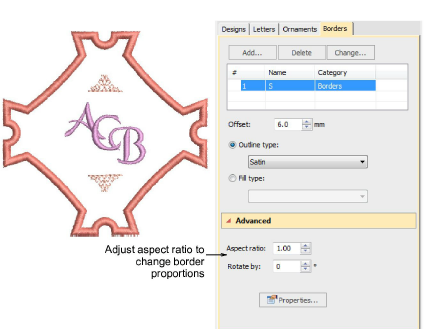 Designs Letters Ornaments Borders
Add... Delete Change...
# Name Category
1 5 Borders
Offset: 6.0 mm
Outline type:
Satin
Fill type:
Advanced
Aspect ratio: 1.00
Rotate by: 0 °
Properties...
ACB
Adjust aspect ratio to
change border
proportions